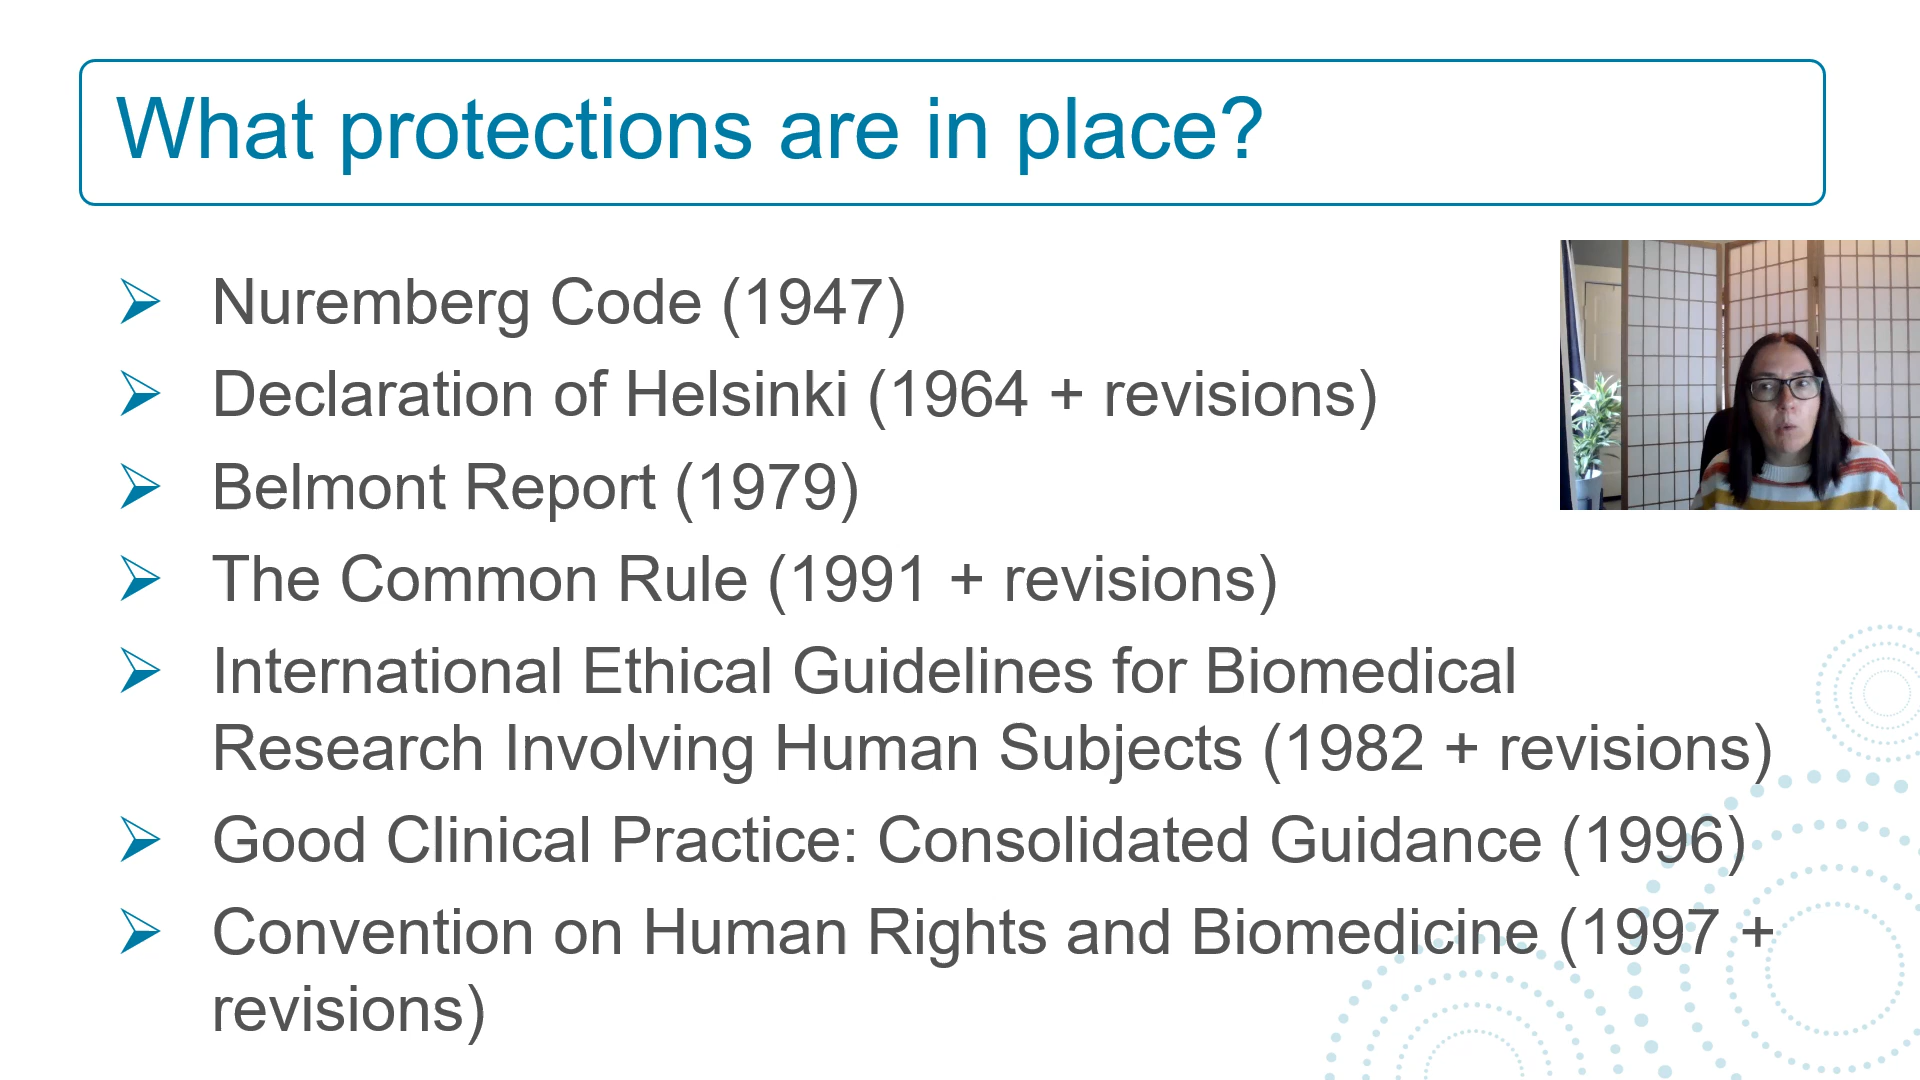 What protections are in place?
Nuremberg Code (1947)
Declaration of Helsinki (1964 + revisions)
Belmont Report (1979)
The Common Rule (1991 + revisions)
International Ethical Guidelines for Biomedical
Research Involving Human Subjects (1982 + revisions)
Good Clinical Practice: Consolidated Guidance (1996)
Convention on Human Rights and Biomedicine (1997 +
revisions)